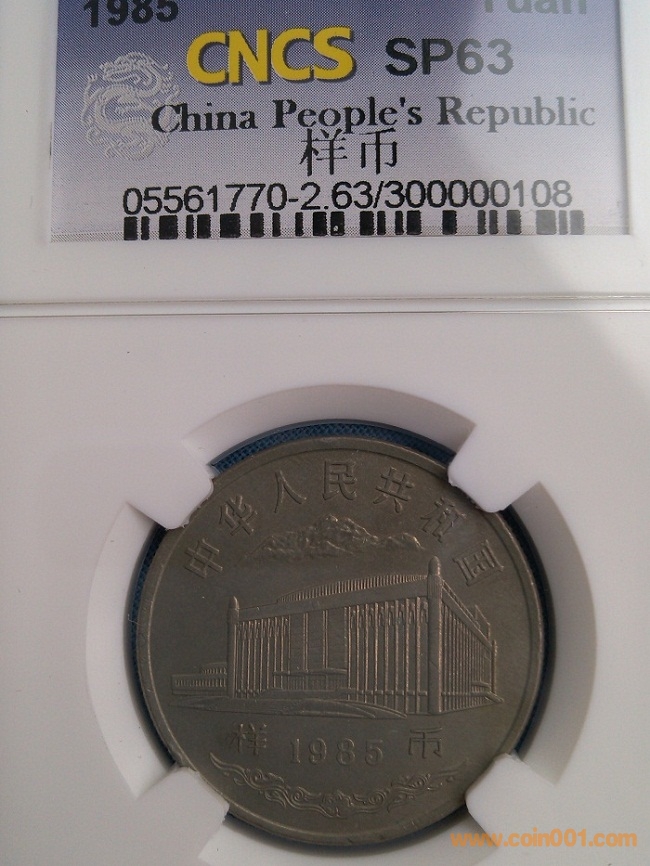 1985 Yuan
CNCS SP63
China People's Republic
样币
05561770-2.63/300000108
中华人民共和国
样 1985 币
www.coin001.com